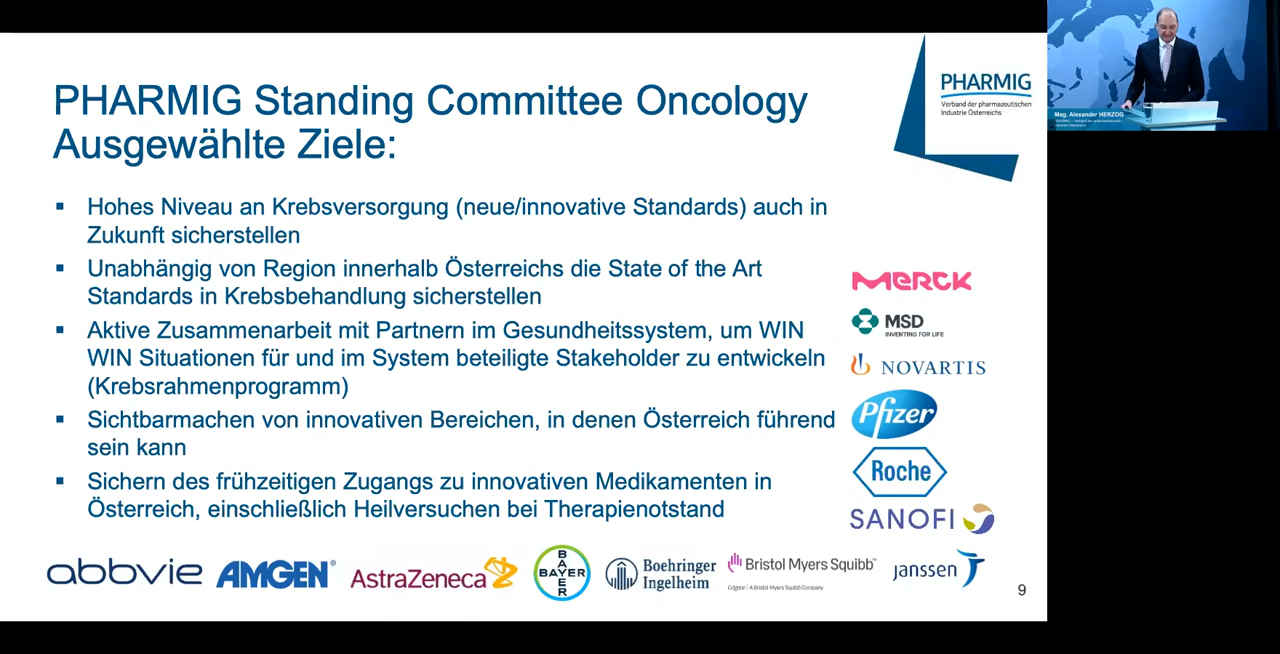 PHARMIG Standing Committee Oncology
Ausgewählte Ziele:
PHARMIG
Verband der pharmazeutischen
Industrie Österreichs
Mag. Alexander HERZOG
▪ Hohes Niveau an Krebsversorgung (neue/innovative Standards) auch in
Zukunft sicherstellen
▪ Unabhängig von Region innerhalb Österreichs die State of the Art
Standards in Krebsbehandlung sicherstellen
▪ Aktive Zusammenarbeit mit Partnern im Gesundheitssystem, um WIN
WIN Situationen für und im System beteiligte Stakeholder zu entwickeln
(Krebsrahmenprogramm)
▪ Sichtbarmachen von innovativen Bereichen, in denen Österreich führend
sein kann
▪ Sichern des frühzeitigen Zugangs zu innovativen Medikamenten in
Österreich, einschließlich Heilversuchen bei Therapienotstand
MERCK
MSD
INVENTING FOR LIFE
NOVARTIS
Pfizer
Roche
SANOFI
abbvie
AMGEN®
AstraZeneca
BAYER
BAYER
Boehringer
Ingelheim
Bristol Myers Squibb™
Celgene | A Bristol Myers Squibb Company
janssen
9